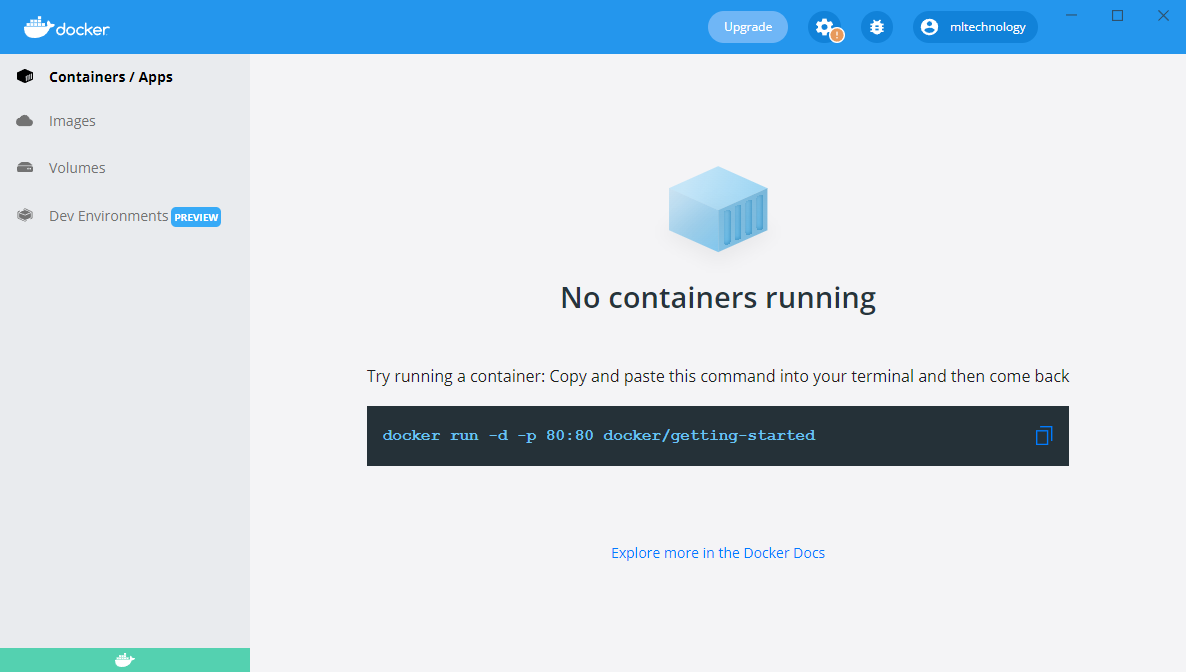 docker
Upgrade
!
mltechnology
Containers / Apps
Images
Volumes
Dev Environments PREVIEW
No containers running
Try running a container: Copy and paste this command into your terminal and then come back
docker run -d -p 80:80 docker/getting-started
Explore more in the Docker Docs